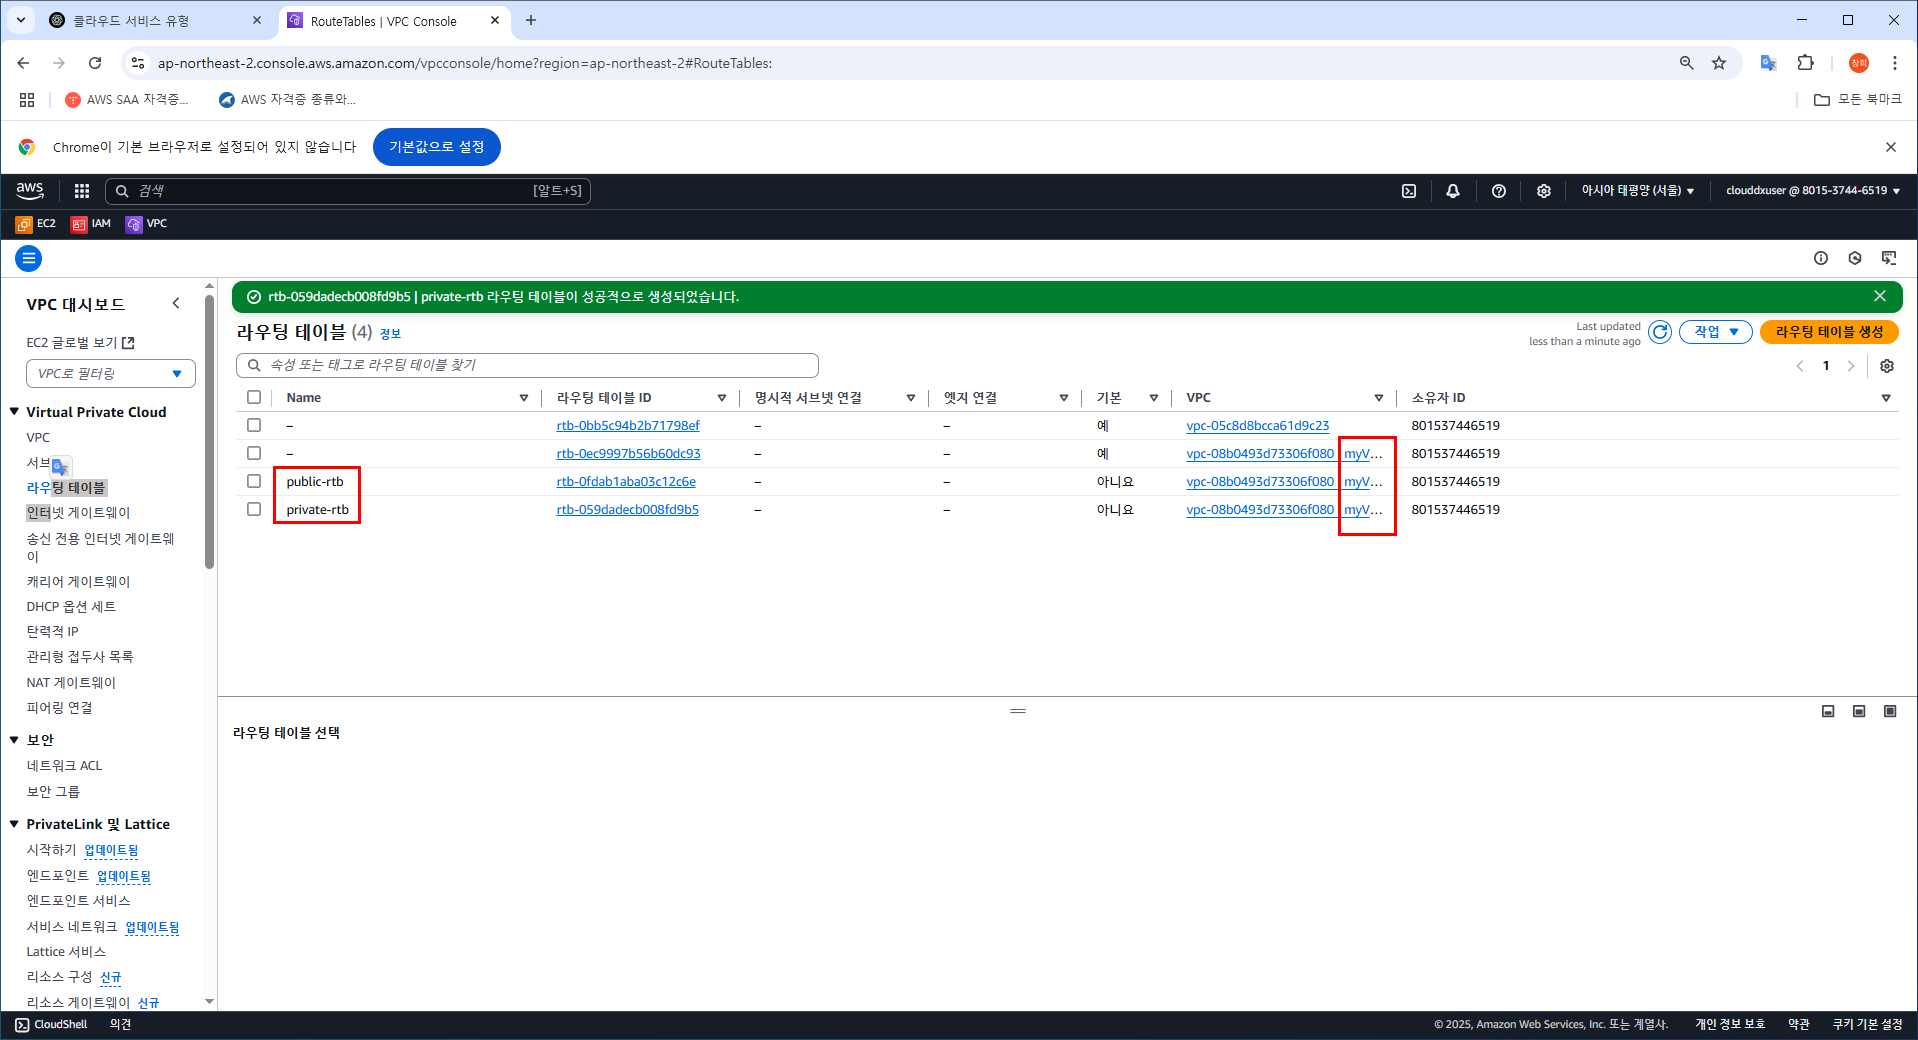 클라우드 서비스 유형
RouteTables | VPC Console
ap-northeast-2.console.aws.amazon.com/vpcconsole/home?region=ap-northeast-2#RouteTables:
창희
AWS SAA 자격증...
AWS 자격증 종류와...
모든 북마크
Chrome이 기본 브라우저로 설정되어 있지 않습니다
기본값으로 설정
aws
검색
[알트+S]
아시아 태평양 (서울)
clouddxuser @ 8015-3744-6519
EC2
IAM
VPC
VPC 대시보드
EC2 글로벌 보기
VPC로 필터링
Virtual Private Cloud
VPC
서브
라우팅 테이블
인터넷 게이트웨이
송신 전용 인터넷 게이트웨
이
캐리어 게이트웨이
DHCP 옵션 세트
탄력적 IP
관리형 접두사 목록
NAT 게이트웨이
피어링 연결
보안
네트워크 ACL
보안 그룹
PrivateLink 및 Lattice
시작하기 업데이트됨
엔드포인트 업데이트됨
엔드포인트 서비스
서비스 네트워크 업데이트됨
Lattice 서비스
리소스 구성 신규
리소스 게이트웨이 신규
rtb-059dadecb008fd9b5 | private-rtb 라우팅 테이블이 성공적으로 생성되었습니다.
라우팅 테이블 (4) 정보
Last updated
less than a minute ago
작업
라우팅 테이블 생성
속성 또는 태그로 라우팅 테이블 찾기
1
Name 라우팅 테이블 ID 명시적 서브넷 연결 엣지 연결 기본 VPC 소유자 ID
– rtb-0bb5c94b2b71798ef – – 예 vpc-05c8d8bcca61d9c23 801537446519
– rtb-0ec9997b56b60dc93 – – 예 vpc-08b0493d73306f080 | myV... 801537446519
public-rtb rtb-0fdab1aba03c12c6e – – 아니요 vpc-08b0493d73306f080 | myV... 801537446519
private-rtb rtb-059dadecb008fd9b5 – – 아니요 vpc-08b0493d73306f080 | myV... 801537446519
라우팅 테이블 선택
CloudShell
의견
© 2025, Amazon Web Services, Inc. 또는 계열사.
개인 정보 보호
약관
쿠키 기본 설정